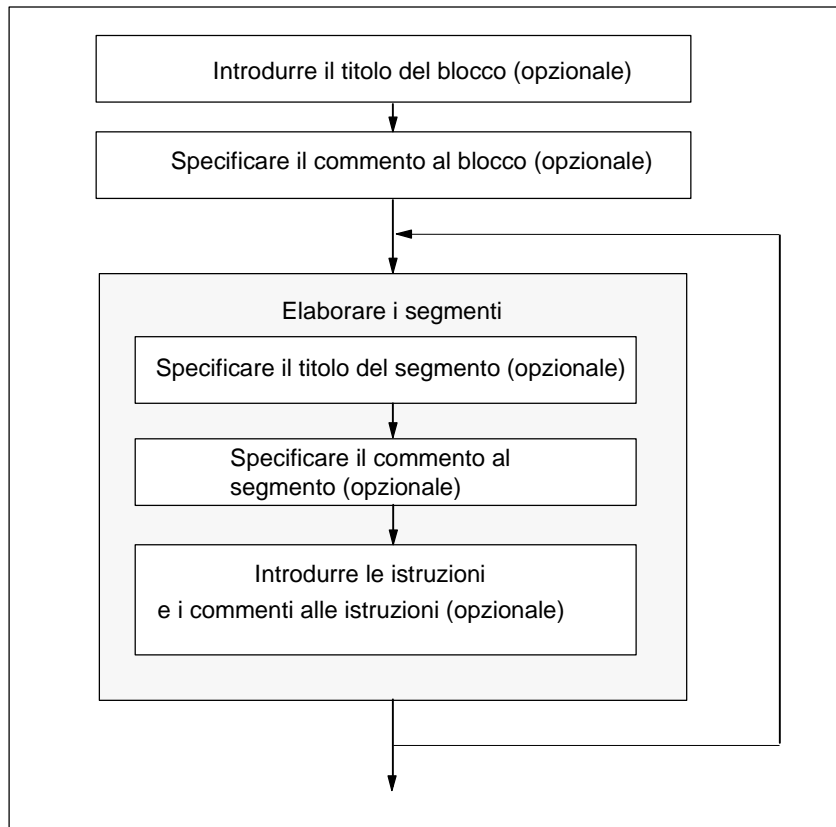 Introdurre il titolo del blocco (opzionale)
Specificare il commento al blocco (opzionale)
Elaborare i segmenti
Specificare il titolo del segmento (opzionale)
Specificare il commento al
segmento (opzionale)
Introdurre le istruzioni
e i commenti alle istruzioni (opzionale)